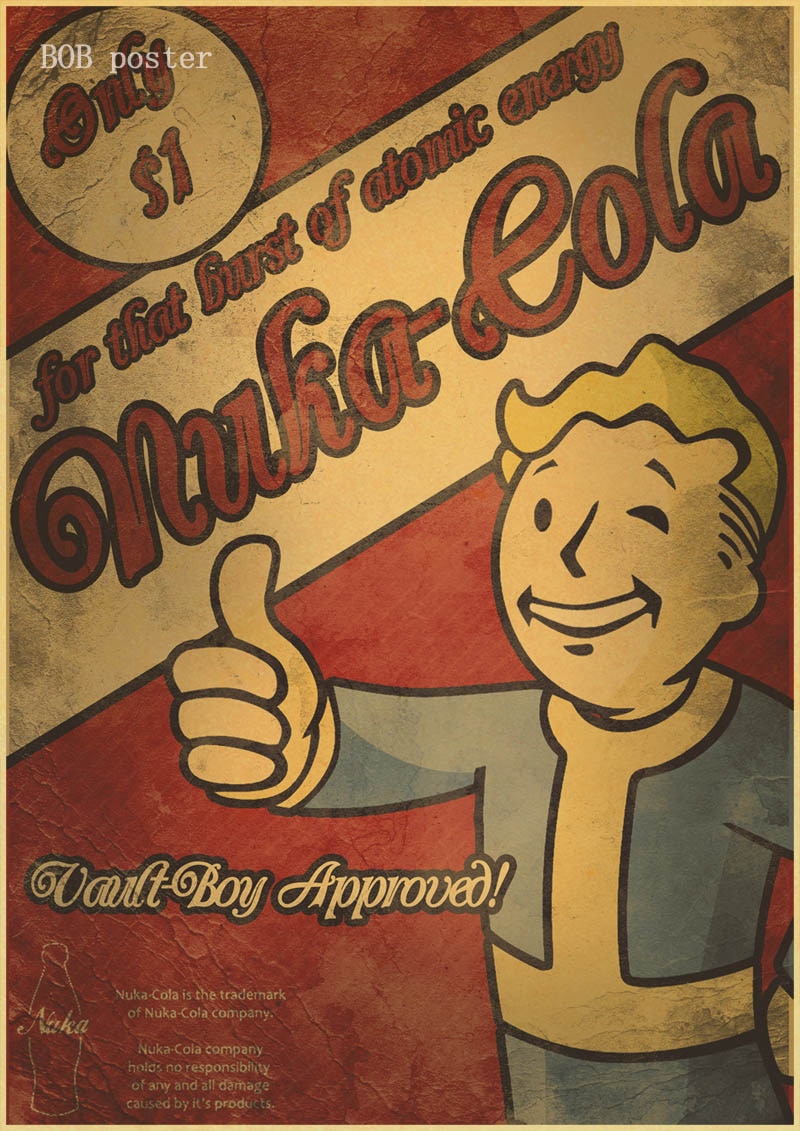 BOB poster
Only
$1
for that burst of atomic energy
Nuka-Cola
Vault-Boy Approved!
Nuka
Nuka-Cola is the trademark
of Nuka-Cola company.
Nuka-Cola company
holds no responsibility
of any and all damage
caused by it's products.